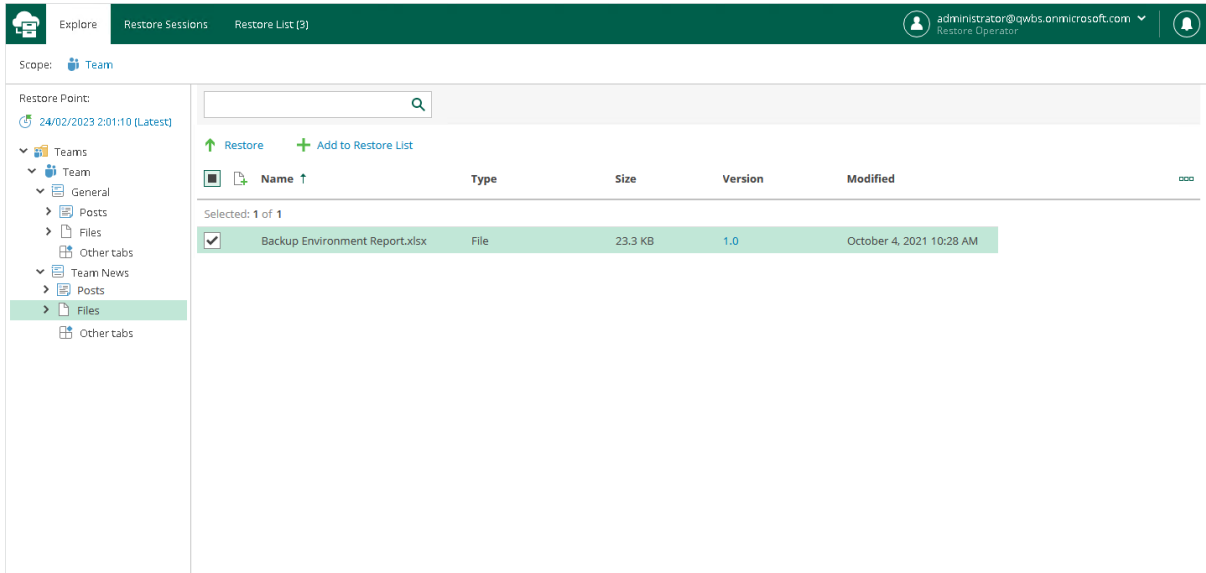 Explore Restore Sessions Restore List (3) administrator@qwbs.onmicrosoft.com
Restore Operator
Scope: Team
Restore Point:
24/02/2023 2:01:10 (Latest)
Teams
Team
General
Posts
Files
Other tabs
Team News
Posts
Files
Other tabs
Restore Add to Restore List
Name Type Size Version Modified
Selected: 1 of 1
Backup Environment Report.xlsx File 23.3 KB 1.0 October 4, 2021 10:28 AM